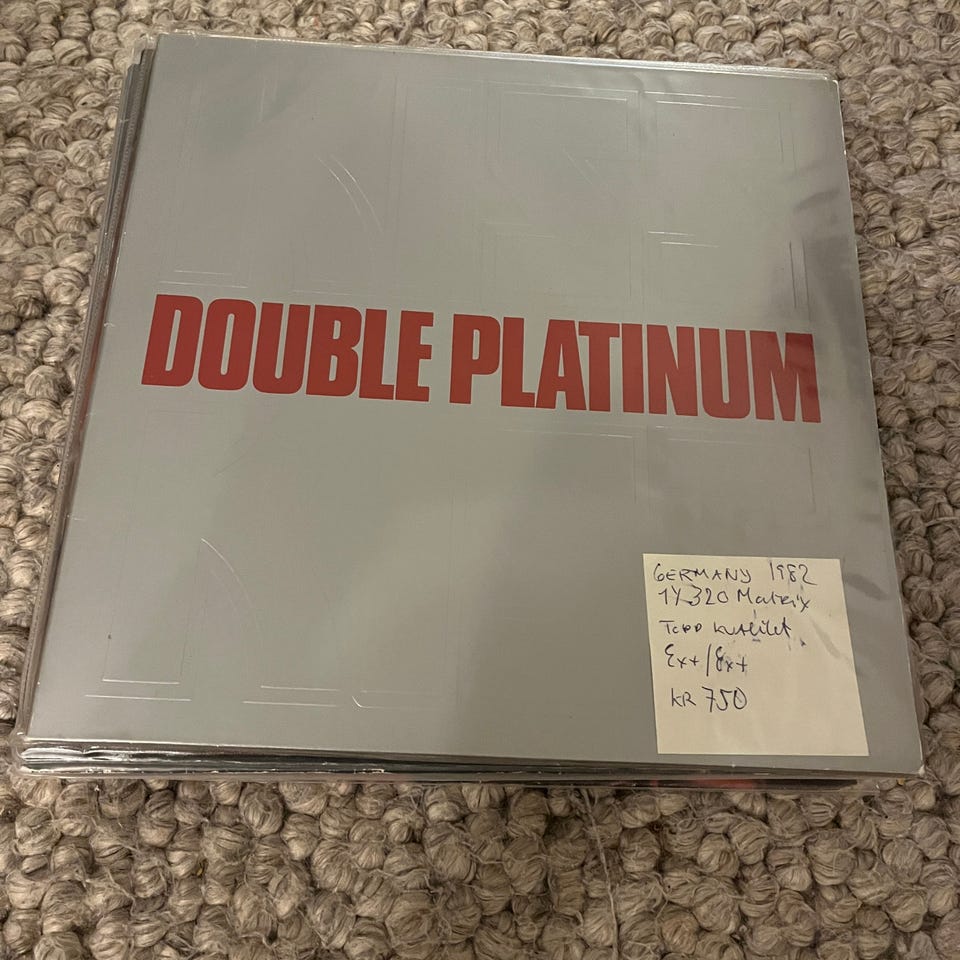 DOUBLE PLATINUM
GERMANY 1982
1Y320 Matrix
Topp kvalitet
Ex+/Ex+
KR 750